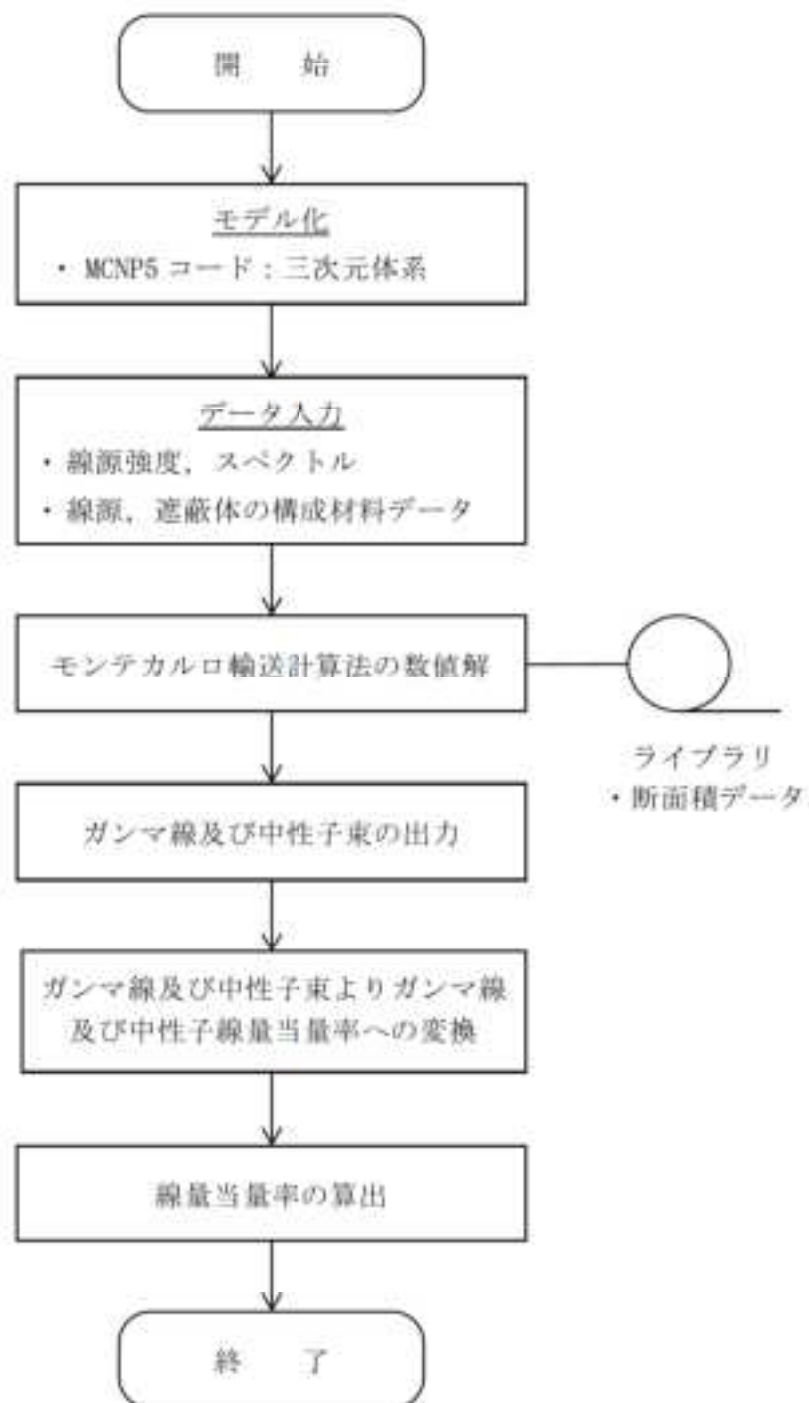 開　始
モデル化
・ MCNP5 コード：三次元体系
データ入力
・線源強度，スペクトル
・線源，遮蔽体の構成材料データ
モンテカルロ輸送計算法の数値解
ライブラリ
・断面積データ
ガンマ線及び中性子束の出力
ガンマ線及び中性子束よりガンマ線
及び中性子線量当量率への変換
線量当量率の算出
終　了